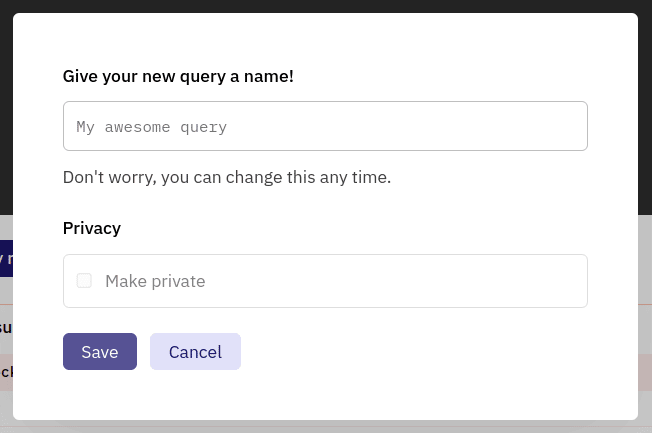 Give your new query a name!
My awesome query
Don't worry, you can change this any time.
Privacy
Make private
Save
Cancel